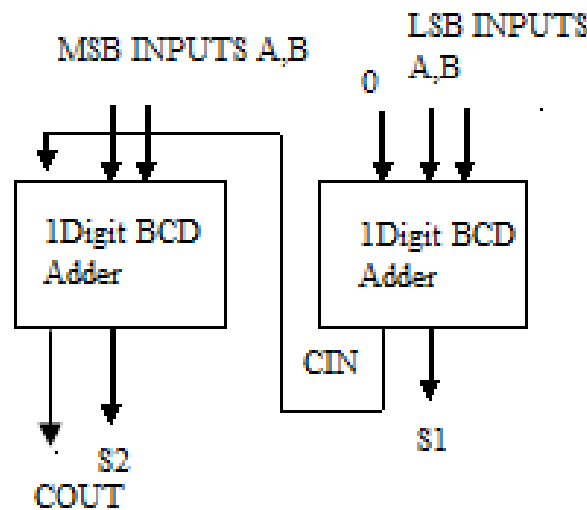 MSB INPUTS A,B
LSB INPUTS
A,B
0
1Digit BCD
Adder
1Digit BCD
Adder
CIN
S1
S2
COUT